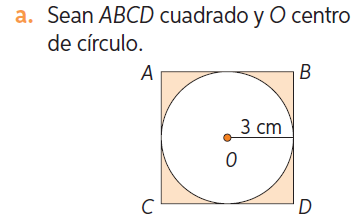 a. Sean ABCD cuadrado y O centro
de círculo.
A
B
3 cm
O
C
D